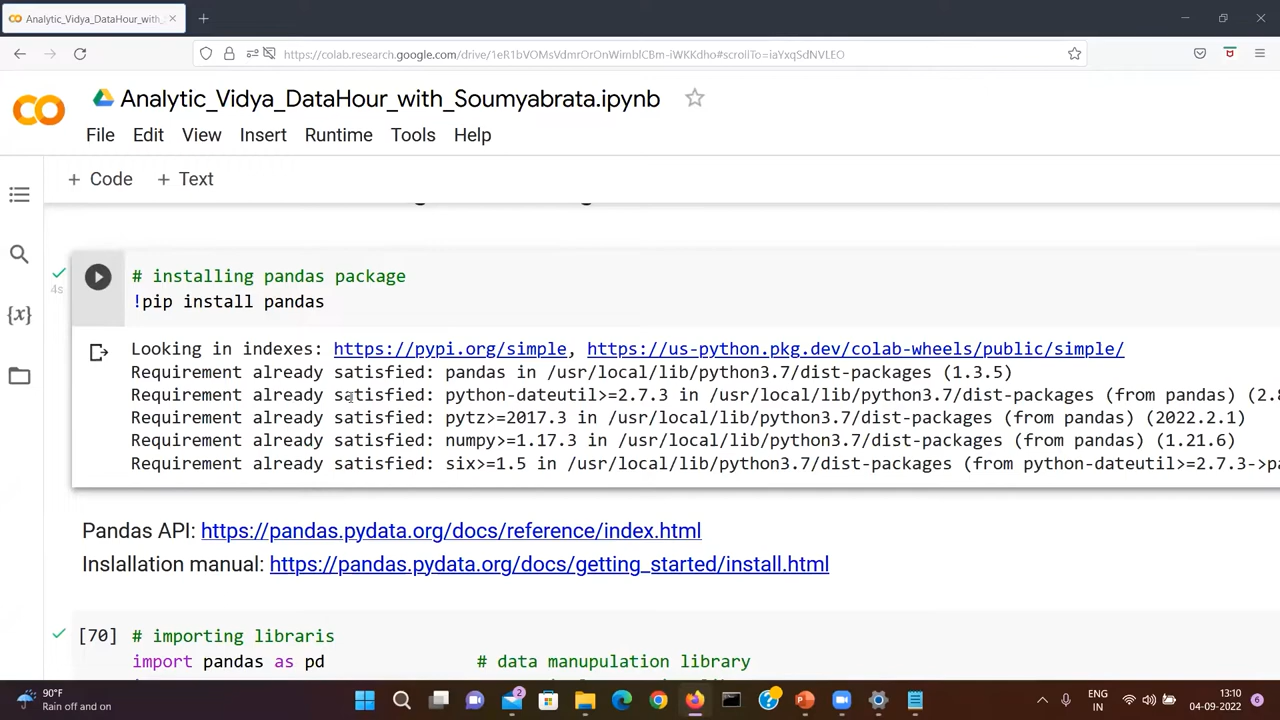 Analytic_Vidya_DataHour_with_S
https://colab.research.google.com/drive/1eR1bVOMsVdmrOrOnWimblCBm-iWKKdho#scrollTo=iaYxqSdNVLEO
Analytic_Vidya_DataHour_with_Soumyabrata.ipynb
File Edit View Insert Runtime Tools Help
+ Code + Text
4s
# installing pandas package
!pip install pandas
Looking in indexes: https://pypi.org/simple, https://us-python.pkg.dev/colab-wheels/public/simple/
Requirement already satisfied: pandas in /usr/local/lib/python3.7/dist-packages (1.3.5)
Requirement already satisfied: python-dateutil>=2.7.3 in /usr/local/lib/python3.7/dist-packages (from pandas) (2.8
Requirement already satisfied: pytz>=2017.3 in /usr/local/lib/python3.7/dist-packages (from pandas) (2022.2.1)
Requirement already satisfied: numpy>=1.17.3 in /usr/local/lib/python3.7/dist-packages (from pandas) (1.21.6)
Requirement already satisfied: six>=1.5 in /usr/local/lib/python3.7/dist-packages (from python-dateutil>=2.7.3->pa
Pandas API: https://pandas.pydata.org/docs/reference/index.html
Inslallation manual: https://pandas.pydata.org/docs/getting_started/install.html
[70] # importing libraris
import pandas as pd # data manupulation library
90°F
Rain off and on
2
ENG
IN
13:10
04-09-2022
6